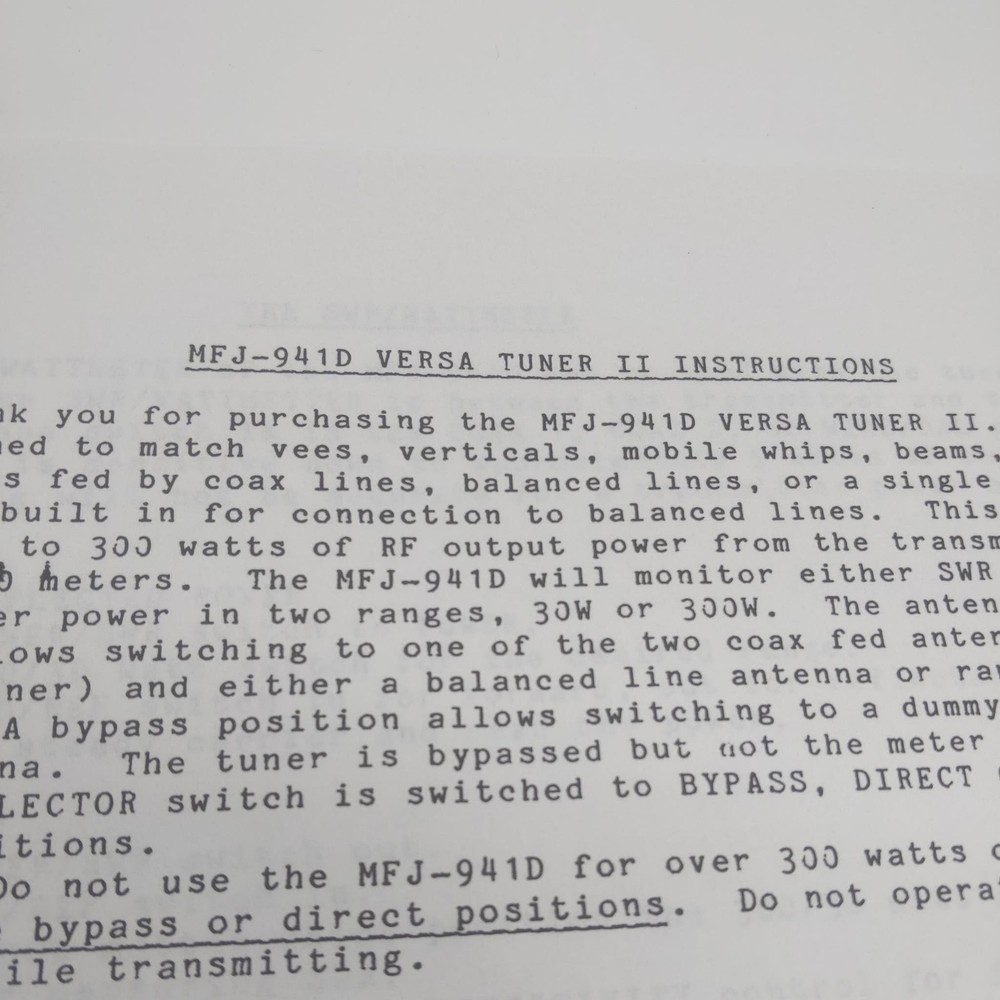 MFJ-941D VERSA TUNER II INSTRUCTIONS
nk you for purchasing the MFJ-941D VERSA TUNER II.
ned to match vees, verticals, mobile whips, beams,
s fed by coax lines, balanced lines, or a single
built in for connection to balanced lines. This
to 300 watts of RF output power from the transm
meters. The MFJ-941D will monitor either SWR
er power in two ranges, 30W or 300W. The anten
lows switching to one of the two coax fed anten
ner) and either a balanced line antenna or ra
A bypass position allows switching to a dummy
na. The tuner is bypassed but not the meter
LECTOR switch is switched to BYPASS, DIRECT
itions.
Do not use the MFJ-941D for over 300 watts
bypass or direct positions. Do not opera
ile transmitting.